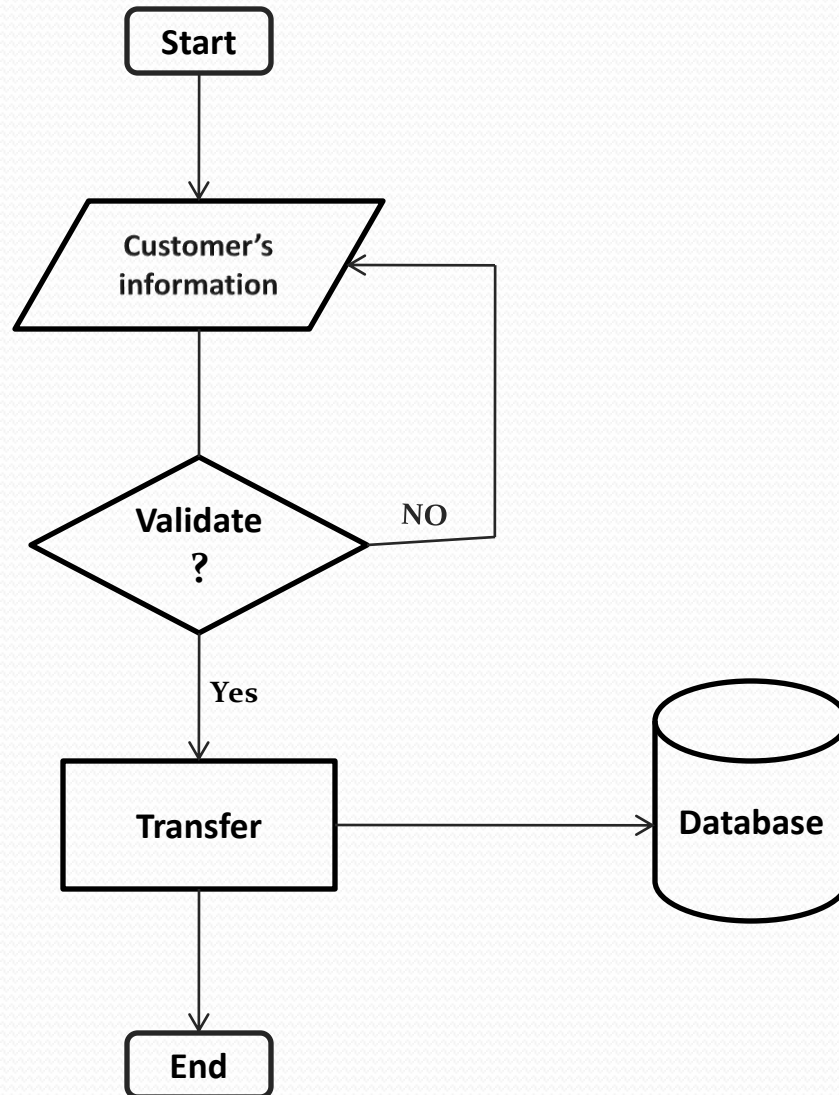 Start
Customer’s
information
Validate
?
NO
Yes
Transfer
Database
End